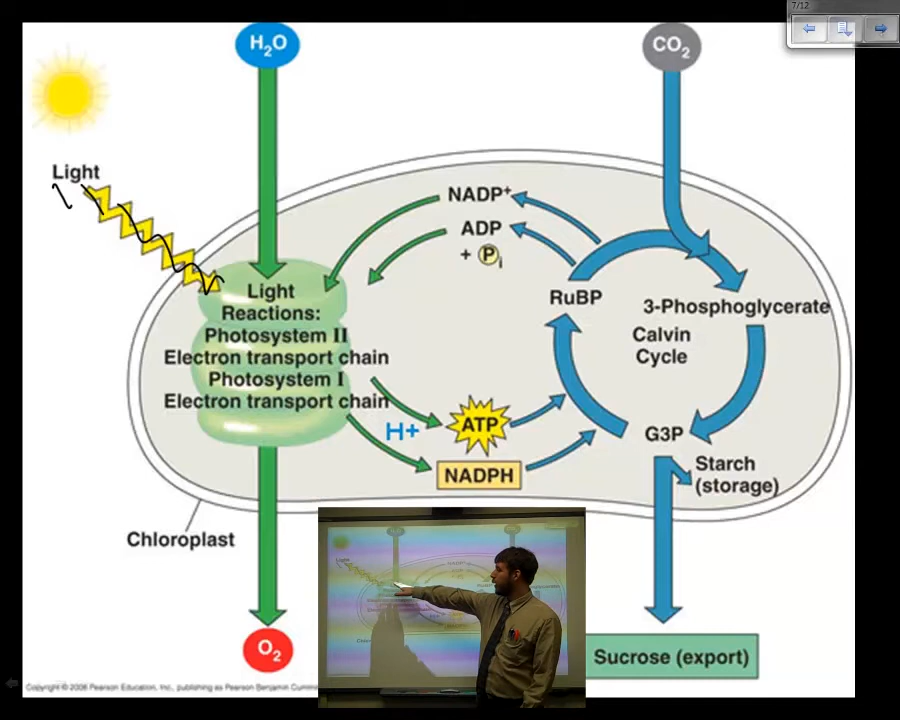 7/12
H₂O
CO₂
Light
NADP⁺
ADP
+ Pᵢ
Light
Reactions:
Photosystem II
Electron transport chain
Photosystem I
Electron transport chain
RuBP
3-Phosphoglycerate
Calvin
Cycle
H+
ATP
NADPH
G3P
Starch
(storage)
Chloroplast
O₂
Sucrose (export)
Copyright © 2008 Pearson Education, Inc., publishing as Pearson Benjamin